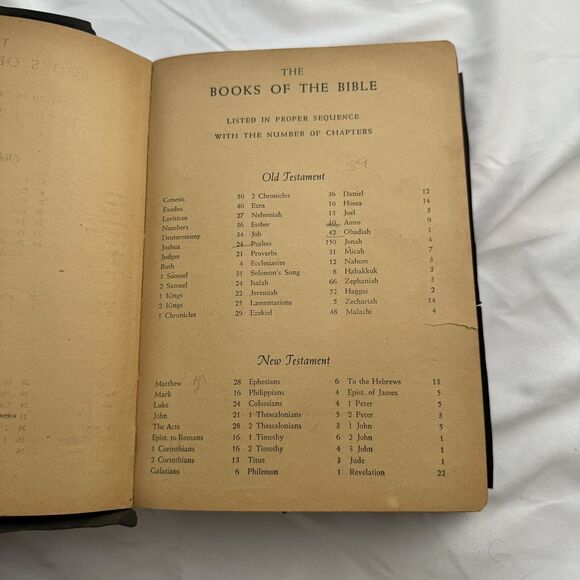 THE
BOOKS OF THE BIBLE
LISTED IN PROPER SEQUENCE
WITH THE NUMBER OF CHAPTERS
Old Testament
Genesis 50 2 Chronicles 36 Daniel 12
Exodus 40 Ezra 10 Hosea 14
Leviticus 27 Nehemiah 13 Joel 3
Numbers 36 Esther 10 Amos 9
Deuteronomy 34 Job 42 Obadiah 1
Joshua 24 Psalms 150 Jonah 4
Judges 21 Proverbs 31 Micah 7
Ruth 4 Ecclesiastes 12 Nahum 3
1 Samuel 31 Solomon's Song 8 Habakkuk 3
2 Samuel 24 Isaiah 66 Zephaniah 3
1 Kings 22 Jeremiah 52 Haggai 2
2 Kings 25 Lamentations 5 Zechariah 14
1 Chronicles 29 Ezekiel 48 Malachi 4
New Testament
Matthew 28 Ephesians 6 To the Hebrews 13
Mark 16 Philippians 4 Epist. of James 5
Luke 24 Colossians 4 1 Peter 5
John 21 1 Thessalonians 5 2 Peter 3
The Acts 28 2 Thessalonians 3 1 John 5
Epist. to Romans 16 1 Timothy 6 2 John 1
1 Corinthians 16 2 Timothy 4 3 John 1
2 Corinthians 13 Titus 3 Jude 1
Galatians 6 Philemon 1 Revelation 22